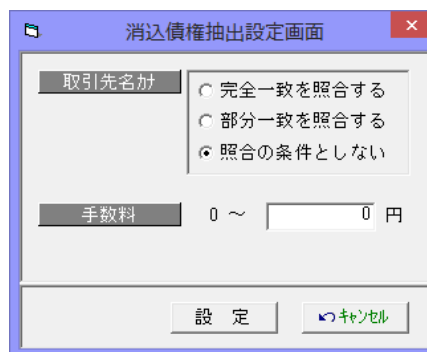 消込債権抽出設定画面
取引先名ｶﾅ
完全一致を照合する
部分一致を照合する
照合の条件としない
手数料 0 ～ 0 円
設 定 ｷｬﾝｾﾙ